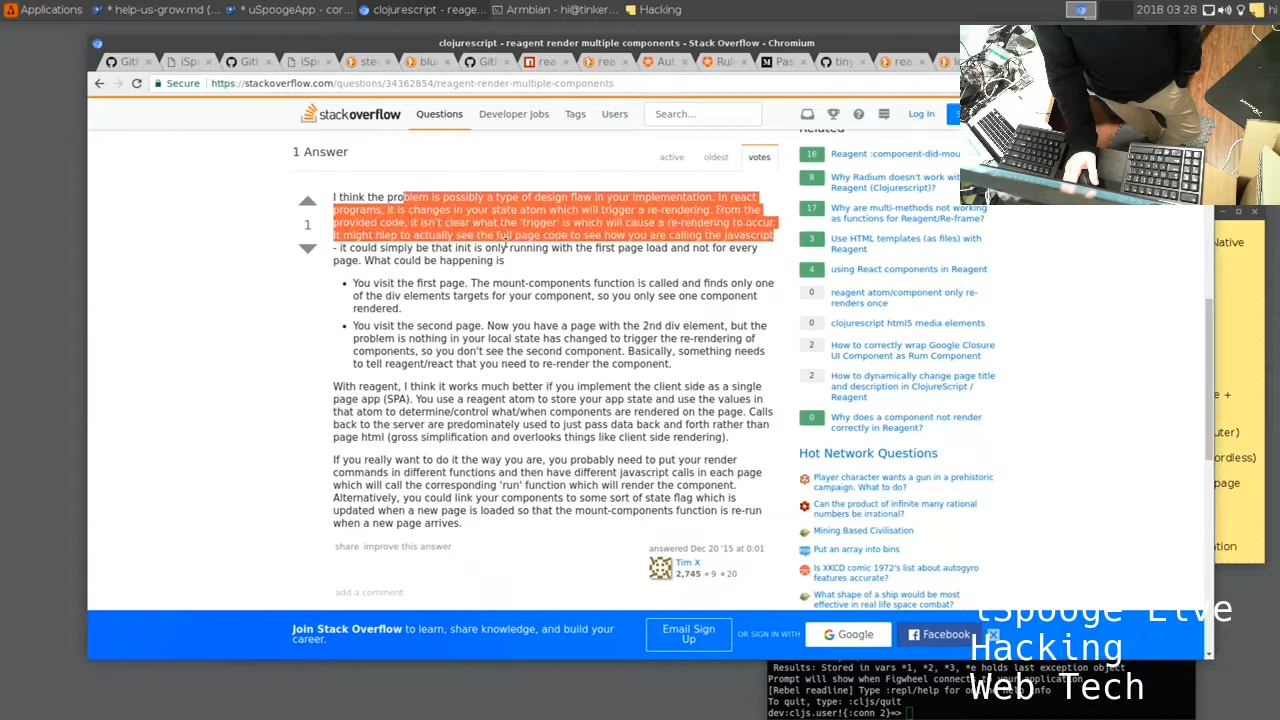 Applications
* help-us-grow.md (...
* uSpoogeApp - cor...
clojurescript - reage...
Armbian - hi@tinker...
Hacking
2018 03 28
hi
clojurescript - reagent render multiple components - Stack Overflow - Chromium
Secure
https://stackoverflow.com/questions/34362854/reagent-render-multiple-components
stackoverflow
Questions
Developer Jobs
Tags
Users
Search...
Log In
1 Answer
active
oldest
votes
1
I think the problem is possibly a type of design flaw in your implementation. In react
programs, it is changes in your state atom which will trigger a re-rendering. From the
provided code, it isn't clear what the 'trigger' is which will cause a re-rendering to occur.
It might hlep to actually see the full page code to see how you are calling the javascript
- it could simply be that init is only running with the first page load and not for every
page. What could be happening is
• You visit the first page. The mount-components function is called and finds only one
of the div elements targets for your component, so you only see one component
rendered.
• You visit the second page. Now you have a page with the 2nd div element, but the
problem is nothing in your local state has changed to trigger the re-rendering of
components, so you don't see the second component. Basically, something needs
to tell reagent/react that you need to re-render the component.
With reagent, I think it works much better if you implement the client side as a single
page app (SPA). You use a reagent atom to store your app state and use the values in
that atom to determine/control what/when components are rendered on the page. Calls
back to the server are predominately used to just pass data back and forth rather than
page html (gross simplification and overlooks things like client side rendering).
If you really want to do it the way you are, you probably need to put your render
commands in different functions and then have different javascript calls in each page
which will call the corresponding 'run' function which will render the component.
Alternatively, you could link your components to some sort of state flag which is
updated when a new page is loaded so that the mount-components function is re-run
when a new page arrives.
share improve this answer
answered Dec 20 '15 at 0:01
Tim X
2,745 9 20
add a comment
Related
16 Reagent :component-did-mou
8 Why Radium doesn't work wit
Reagent (Clojurescript)?
17 Why are multi-methods not working
as functions for Reagent/Re-frame?
3 Use HTML templates (as files) with
Reagent
4 using React components in Reagent
0 reagent atom/component only re-
renders once
0 clojurescript html5 media elements
2 How to correctly wrap Google Closure
UI Component as Rum Component
2 How to dynamically change page title
and description in ClojureScript /
Reagent
0 Why does a component not render
correctly in Reagent?
Hot Network Questions
Player character wants a gun in a prehistoric
campaign. What to do?
Can the product of infinite many rational
numbers be irrational?
Mining Based Civilisation
Put an array into bins
Is XKCD comic 1972's list about autogyro
features accurate?
What shape of a ship would be most
effective in real life space combat?
Join Stack Overflow to learn, share knowledge, and build your
career.
Email Sign
Up
OR SIGN IN WITH
Google
Facebook
Hacking
Web Tech
Results: Stored in vars *1, *2, *3, *e holds last exception object
Prompt will show when Figwheel connects to your application
[Rebel readline] Type :repl/help for online help info
To quit, type: :cljs/quit
dev:cljs.user!{:conn 2}=>